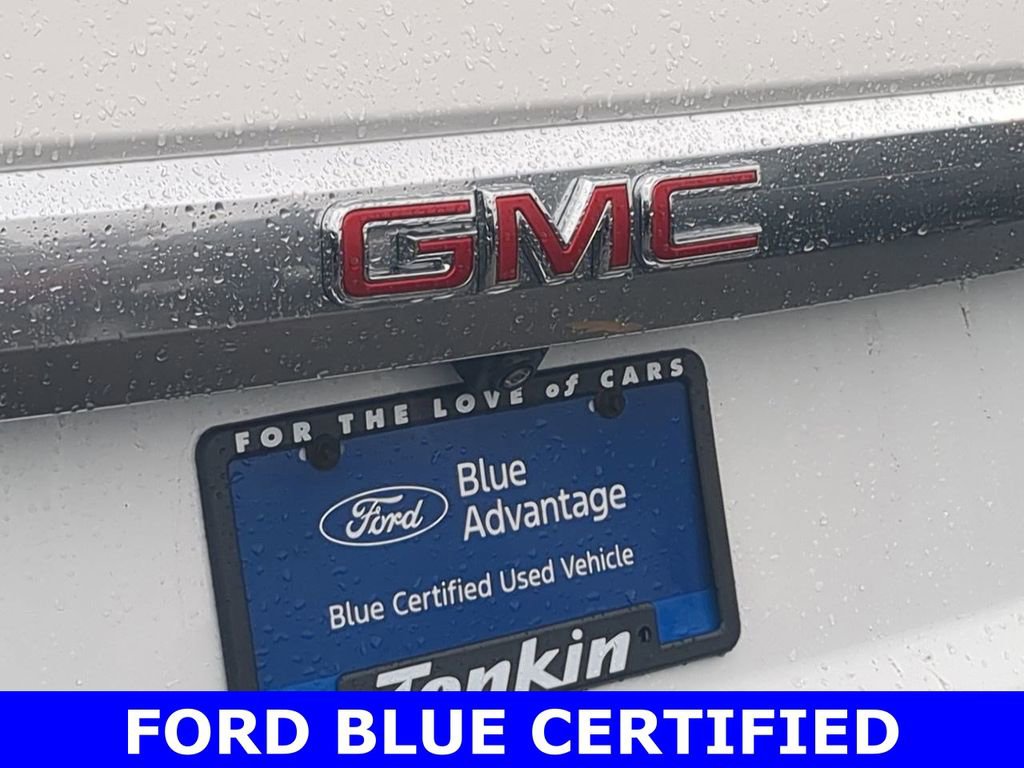 GMC
FOR THE LOVE of CARS
Ford
Blue
Advantage
Blue Certified Used Vehicle
Tonkin
FORD BLUE CERTIFIED